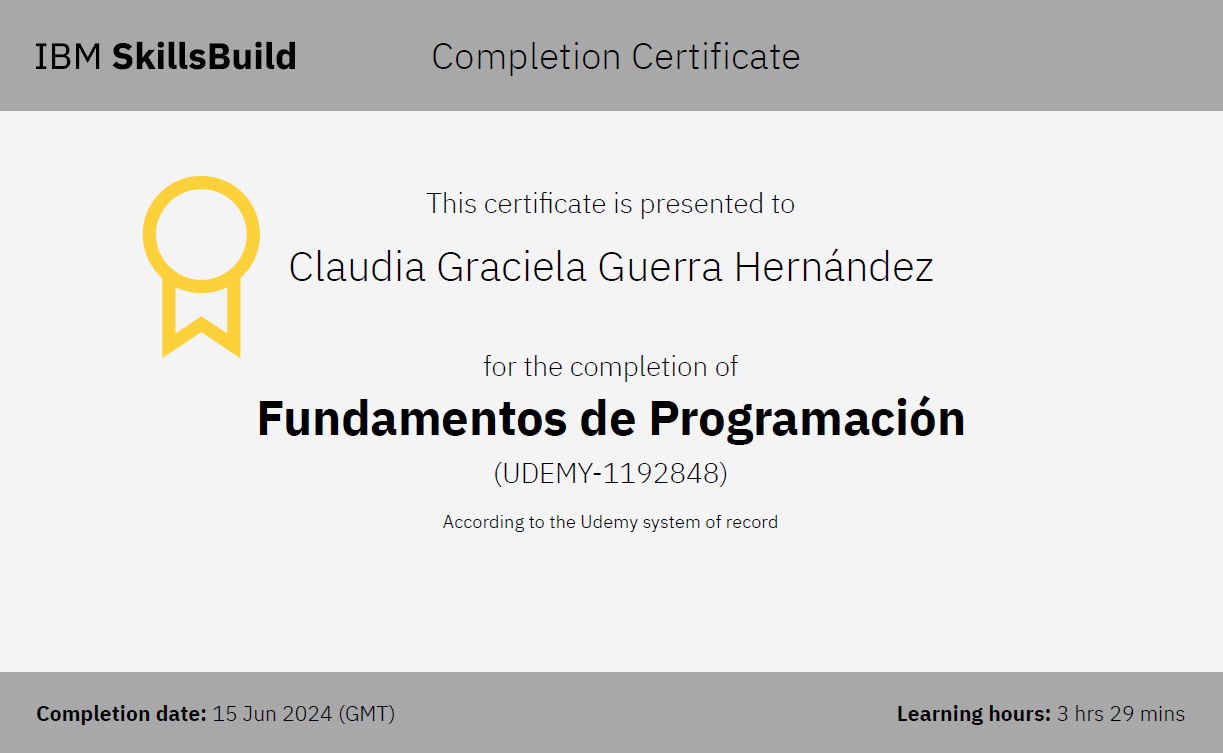 IBM SkillsBuild Completion Certificate
This certificate is presented to
Claudia Graciela Guerra Hernández
for the completion of
Fundamentos de Programación
(UDEMY-1192848)
According to the Udemy system of record
Completion date: 15 Jun 2024 (GMT) Learning hours: 3 hrs 29 mins